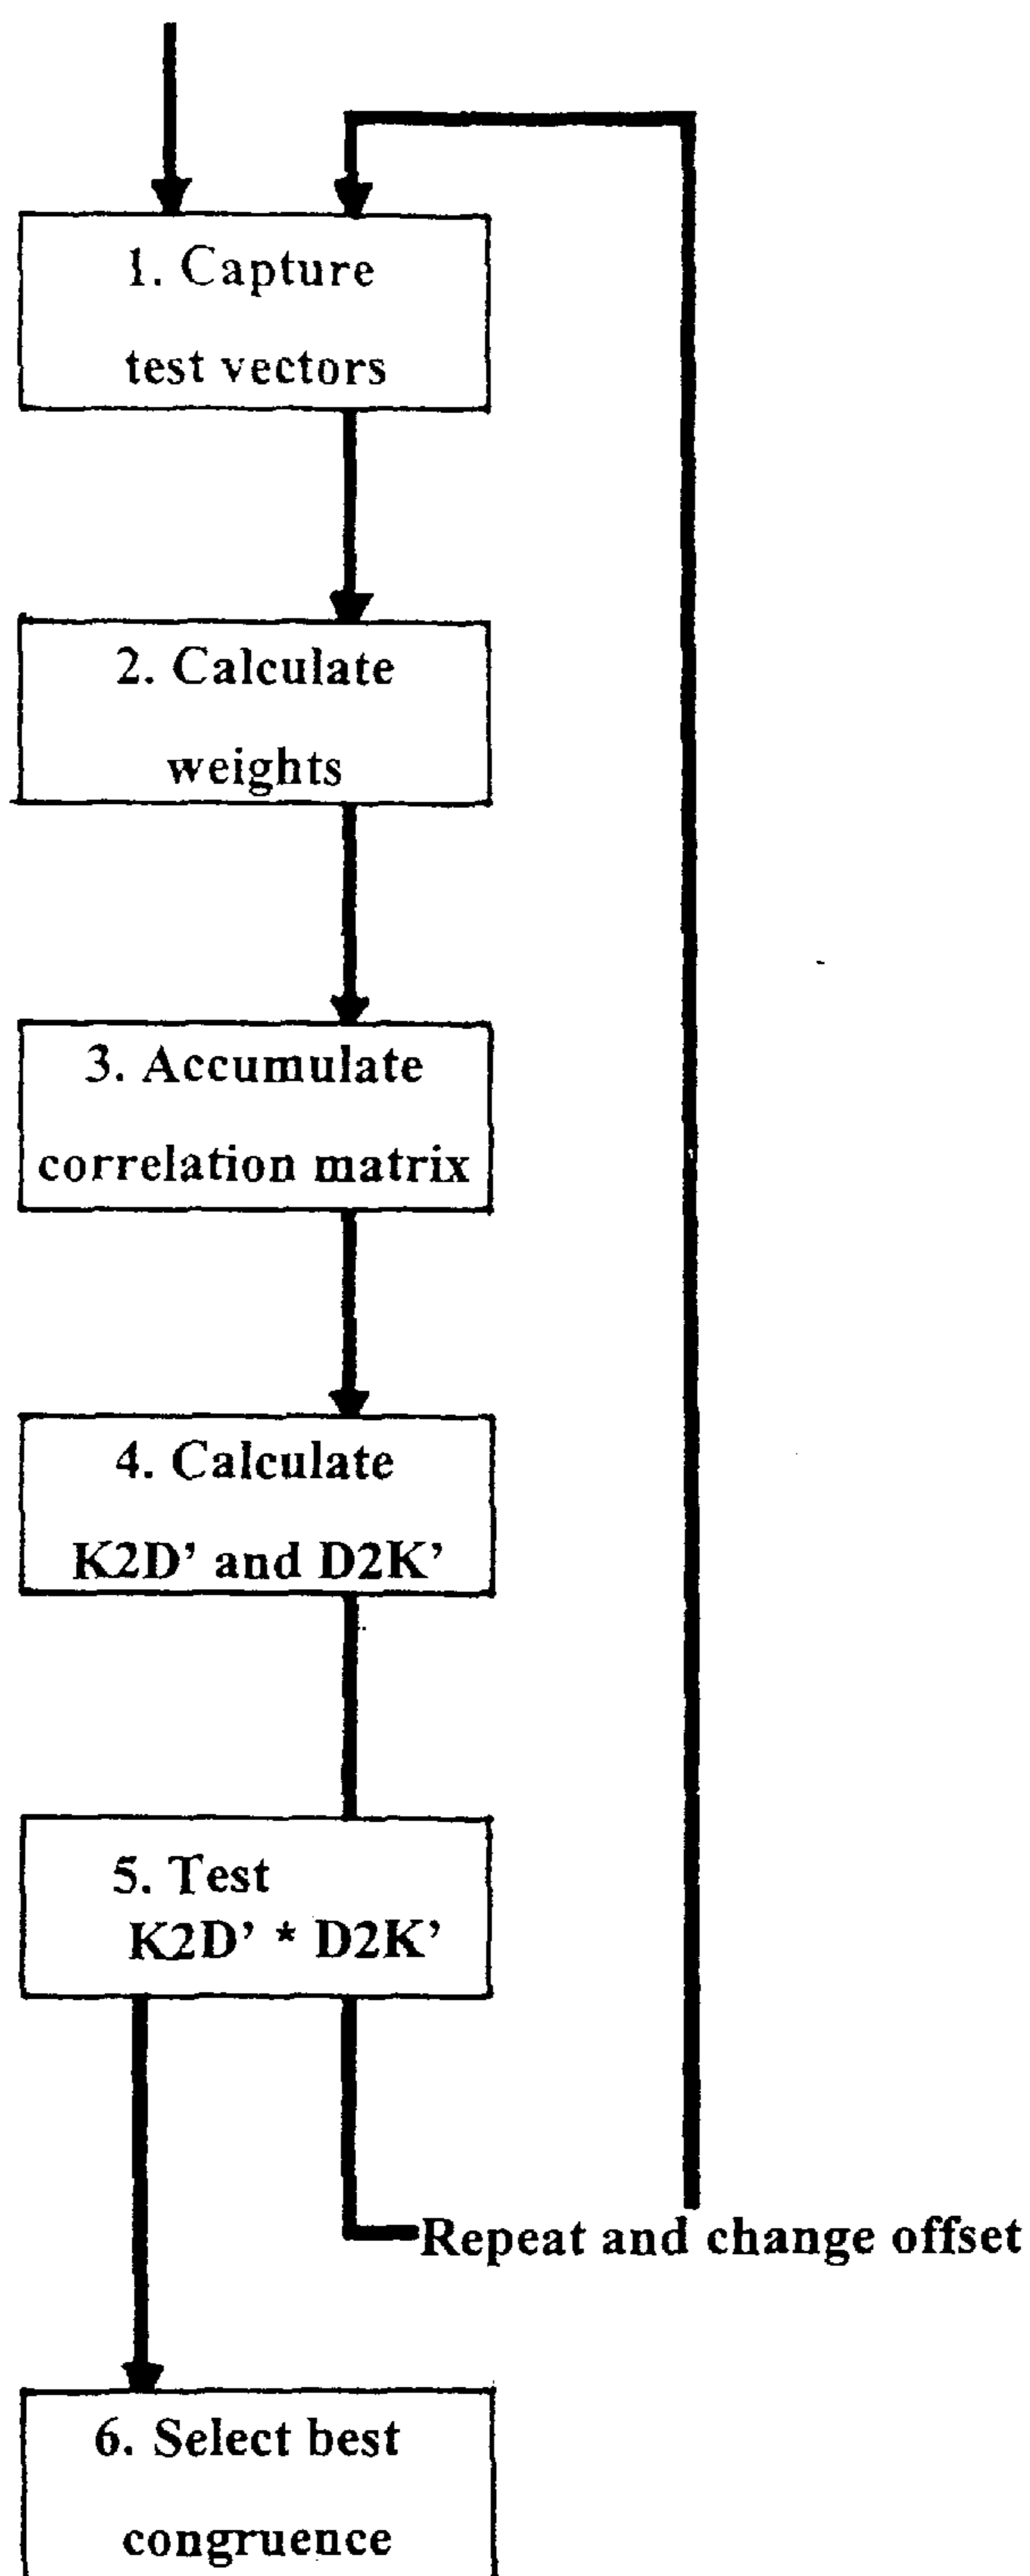 1. Capture
test vectors
2. Calculate
weights
3. Accumulate
correlation matrix
4. Calculate
K2D’ and D2K’
5. Test
K2D’ * D2K’
Repeat and change offset
6. Select best
congruence